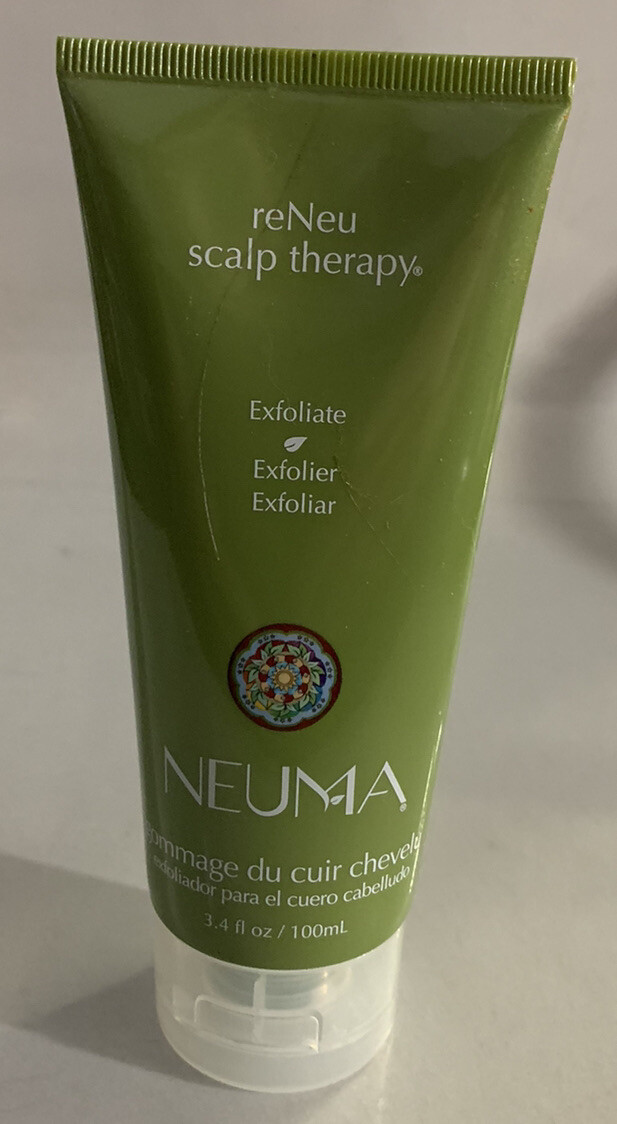 reNeu
scalp therapy®
Exfoliate
Exfolier
Exfoliar
NEUMA®
gommage du cuir chevelu
exfoliador para el cuero cabelludo
3.4 fl oz / 100mL